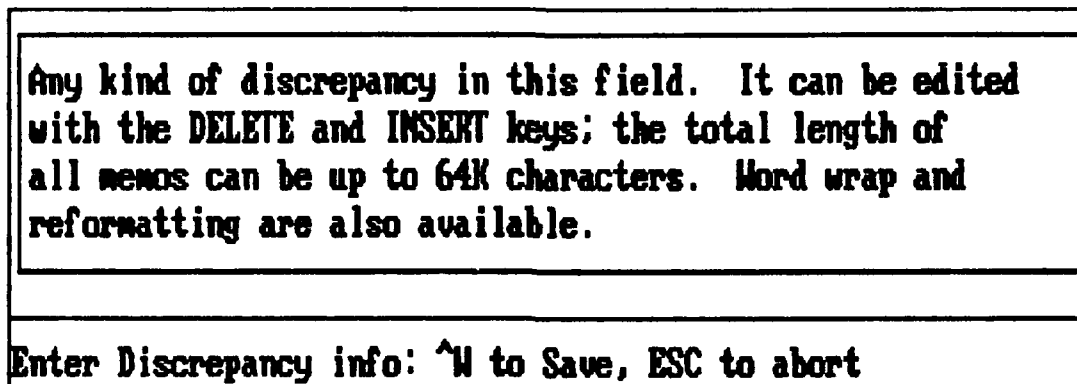 Any kind of discrepancy in this field.  It can be edited
with the DELETE and INSERT keys; the total length of
all memos can be up to 64K characters.  Word wrap and
reformatting are also available.
Enter Discrepancy info: ^W to Save, ESC to abort